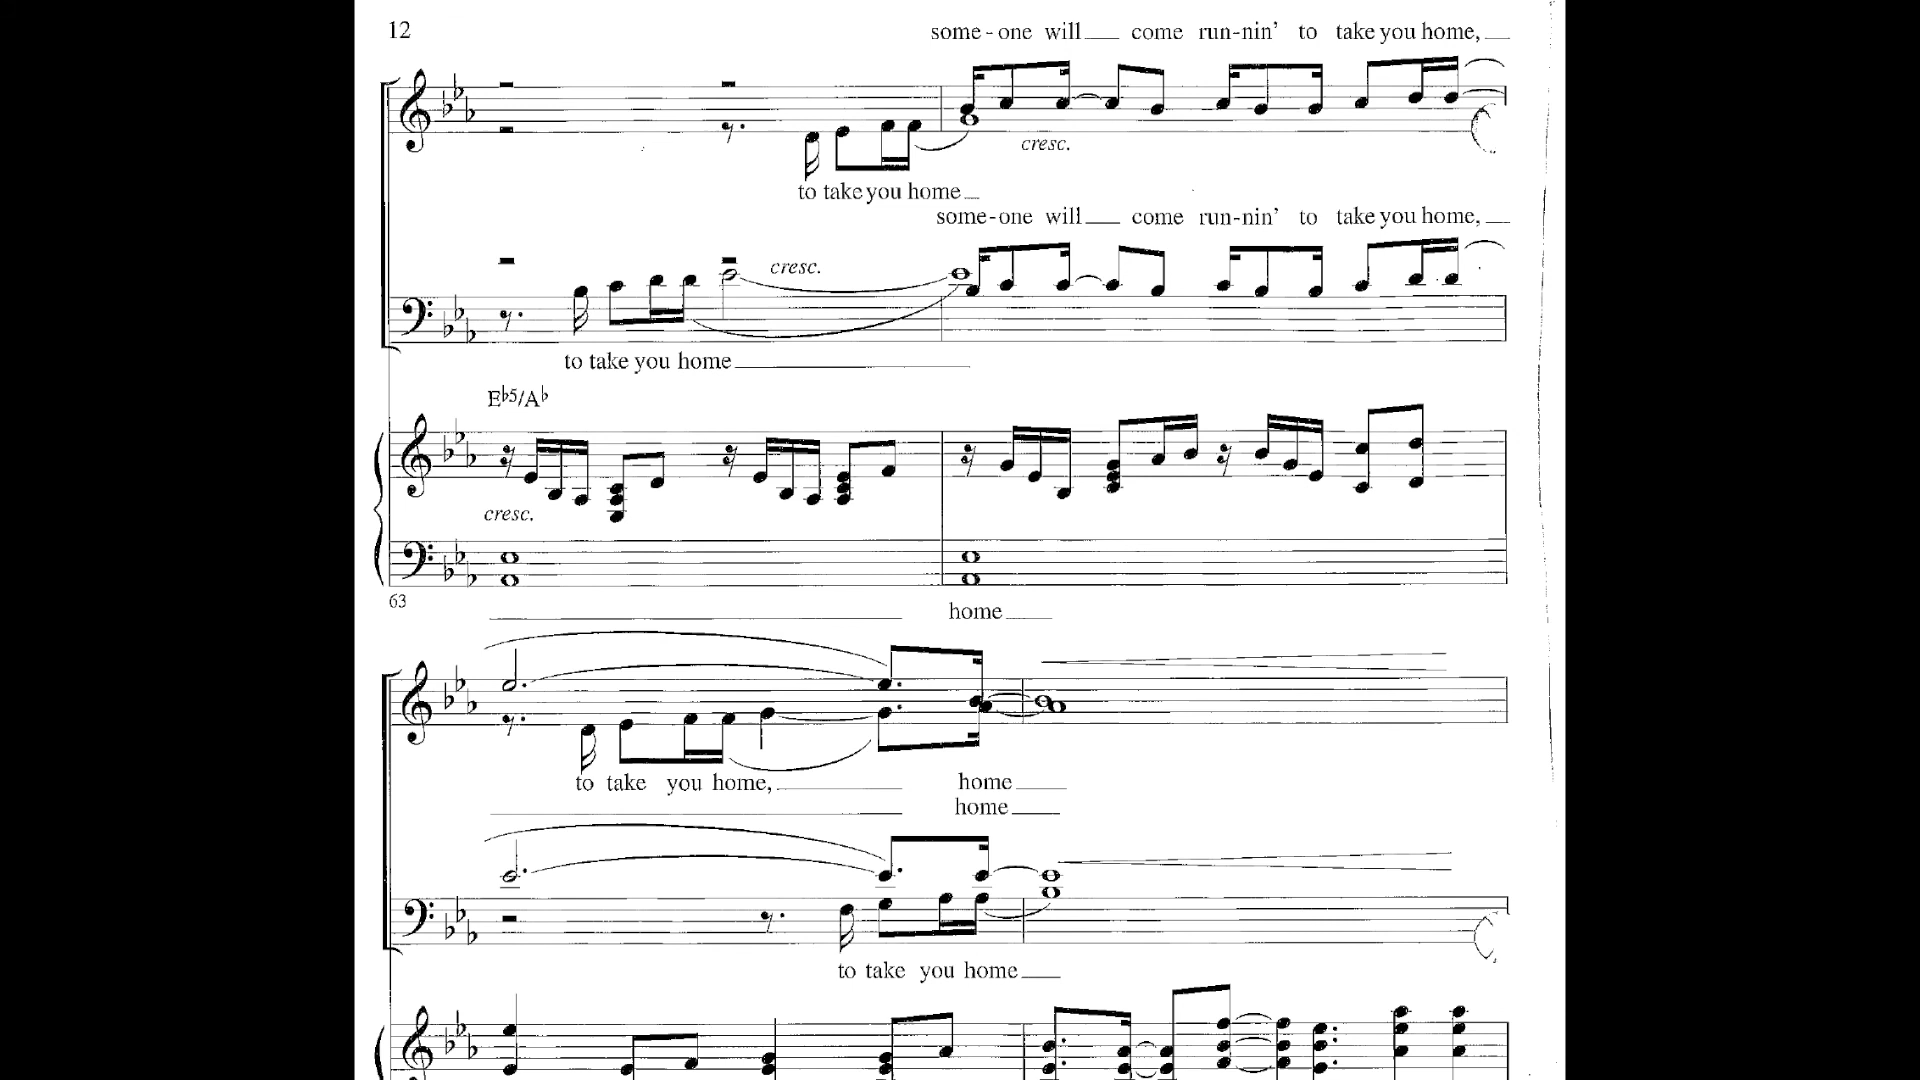 12
some - one will come run-nin' to take you home,
cresc.
to take you home
some-one will come run-nin' to take you home,
cresc.
to take you home
E♭5/A♭
cresc.
63
home
to take you home, home
home
to take you home